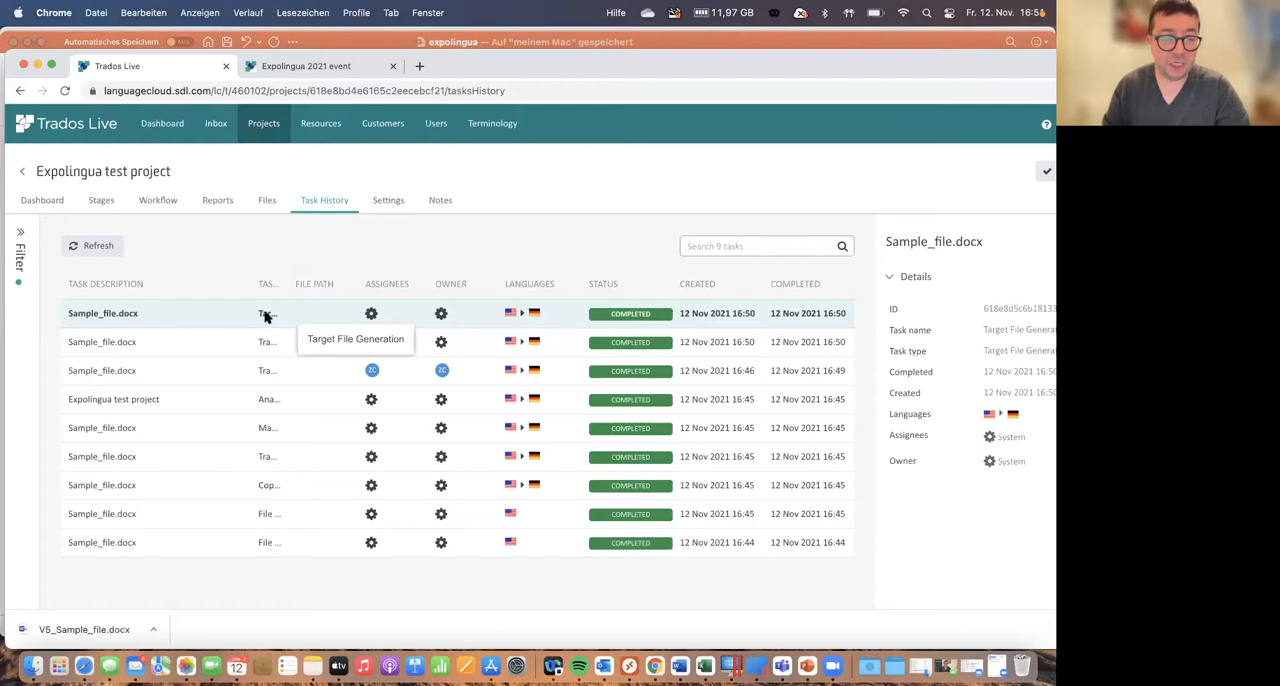 Chrome Datei Bearbeiten Anzeigen Verlauf Lesezeichen Profile Tab Fenster Hilfe 11,97 GB Fr. 12. Nov. 16:51
Automatisches Speichern expolingua — Auf "meinem Mac" gespeichert
Trados Live Expolingua 2021 event
languagecloud.sdl.com/lc/t/460102/projects/618e8bd4e6165c2eecebcf21/tasksHistory
Trados Live Dashboard Inbox Projects Resources Customers Users Terminology
Expolingua test project
Dashboard Stages Workflow Reports Files Task History Settings Notes
Filter
Refresh Search 9 tasks
TASK DESCRIPTION TAS... FILE PATH ASSIGNEES OWNER LANGUAGES STATUS CREATED COMPLETED
Sample_file.docx COMPLETED 12 Nov 2021 16:50 12 Nov 2021 16:50
Target File Generation
Sample_file.docx Tra... COMPLETED 12 Nov 2021 16:50 12 Nov 2021 16:50
Sample_file.docx Tra... ZC ZC COMPLETED 12 Nov 2021 16:46 12 Nov 2021 16:49
Expolingua test project Ana... COMPLETED 12 Nov 2021 16:45 12 Nov 2021 16:45
Sample_file.docx Ma... COMPLETED 12 Nov 2021 16:45 12 Nov 2021 16:45
Sample_file.docx Tra... COMPLETED 12 Nov 2021 16:45 12 Nov 2021 16:45
Sample_file.docx Cop... COMPLETED 12 Nov 2021 16:45 12 Nov 2021 16:45
Sample_file.docx File ... COMPLETED 12 Nov 2021 16:45 12 Nov 2021 16:45
Sample_file.docx File ... COMPLETED 12 Nov 2021 16:44 12 Nov 2021 16:44
Sample_file.docx
Details
ID 618e8d5c6b18133
Task name Target File Genera
Task type Target File Genera
Completed 12 Nov 2021 16:50
Created 12 Nov 2021 16:50
Languages
Assignees System
Owner System
V5_Sample_file.docx
12